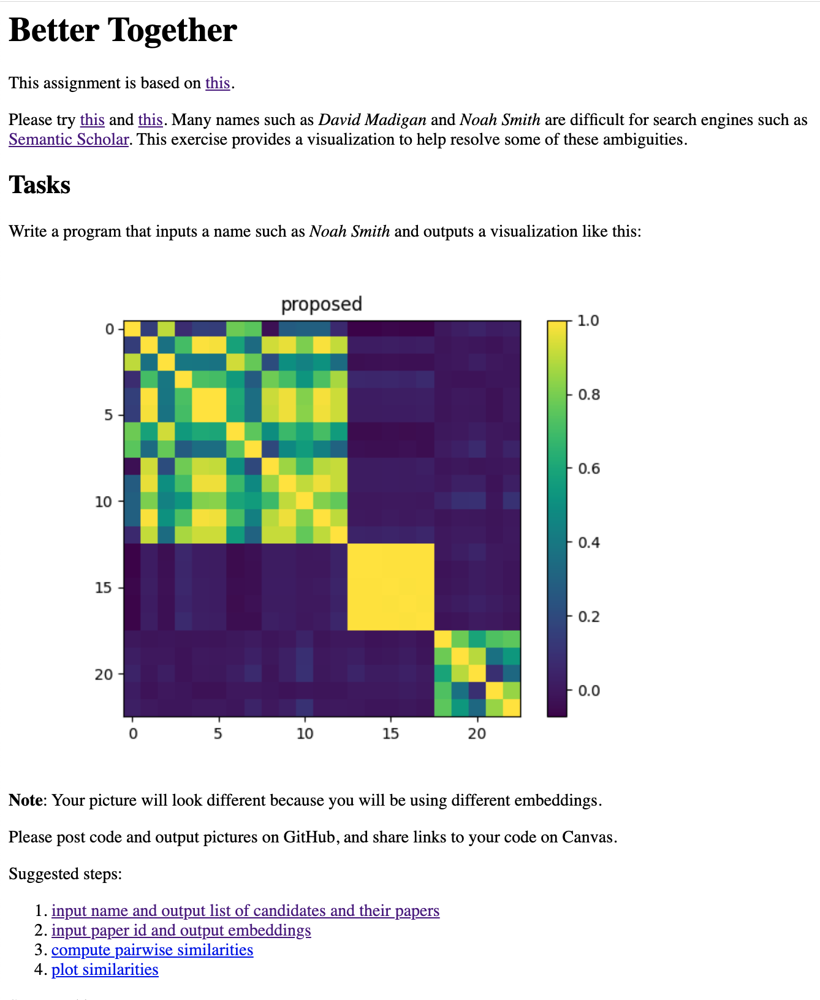 Better Together
This assignment is based on this.
Please try this and this. Many names such as David Madigan and Noah Smith are difficult for search engines such as
Semantic Scholar. This exercise provides a visualization to help resolve some of these ambiguities.
Tasks
Write a program that inputs a name such as Noah Smith and outputs a visualization like this:
proposed
0
5
10
15
20
0
5
10
15
20
1.0
0.8
0.6
0.4
0.2
0.0
Note: Your picture will look different because you will be using different embeddings.
Please post code and output pictures on GitHub, and share links to your code on Canvas.
Suggested steps:
1. input name and output list of candidates and their papers
2. input paper id and output embeddings
3. compute pairwise similarities
4. plot similarities